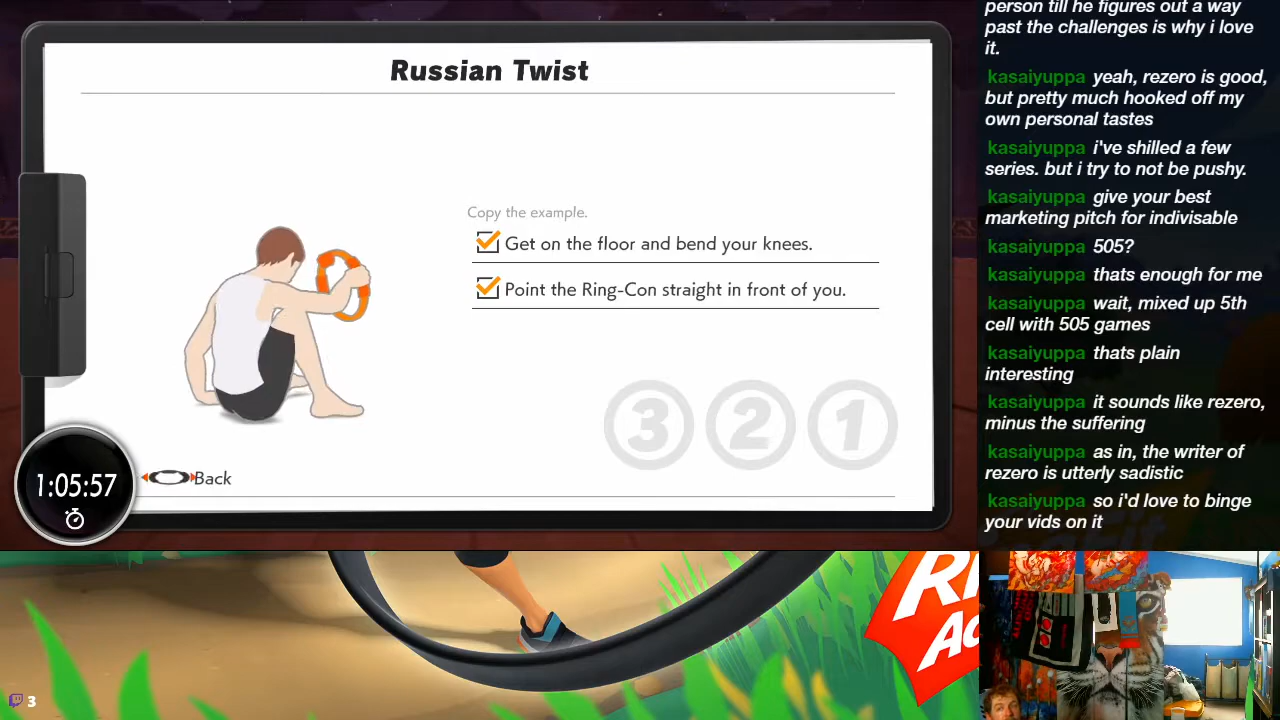 Russian Twist
Copy the example.
Get on the floor and bend your knees.
Point the Ring-Con straight in front of you.
3 2 1
1:05:57
Back
3
person till he figures out a way
past the challenges is why i love
it.
kasaiyuppa yeah, rezero is good,
but pretty much hooked off my
own personal tastes
kasaiyuppa i've shilled a few
series. but i try to not be pushy.
kasaiyuppa give your best
marketing pitch for indivisable
kasaiyuppa 505?
kasaiyuppa thats enough for me
kasaiyuppa wait, mixed up 5th
cell with 505 games
kasaiyuppa thats plain
interesting
kasaiyuppa it sounds like rezero,
minus the suffering
kasaiyuppa as in, the writer of
rezero is utterly sadistic
kasaiyuppa so i'd love to binge
your vids on it